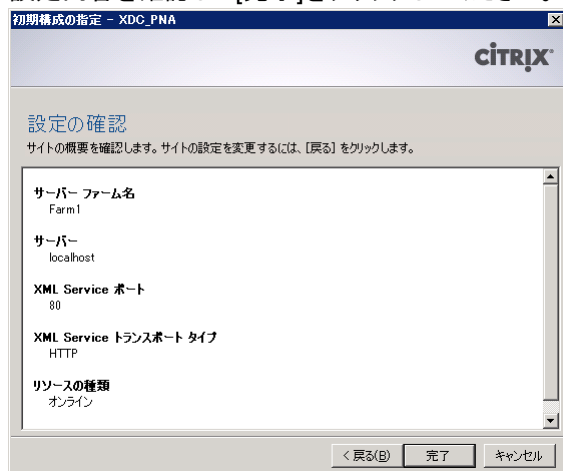 初期構成の指定 - XDC_PNA
CİTRIX
設定の確認
サイトの概要を確認します。サイトの設定を変更するには、[戻る] をクリックします。
サーバー ファーム名
Farm1
サーバー
localhost
XML Service ポート
80
XML Service トランスポート タイプ
HTTP
リソースの種類
オンライン
< 戻る(B)
完了
キャンセル